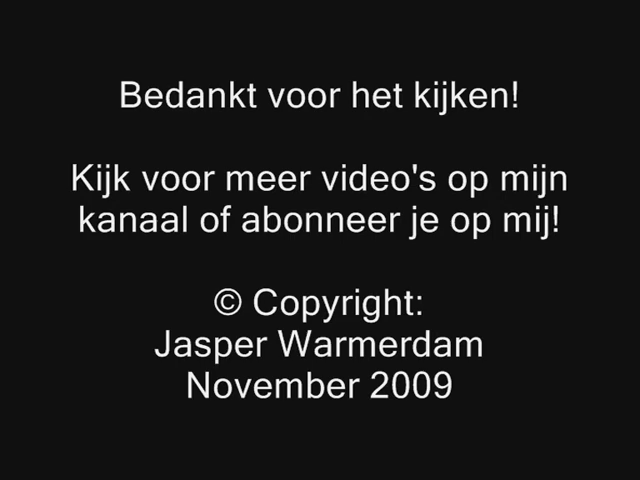 Bedankt voor het kijken!
Kijk voor meer video's op mijn
kanaal of abonneer je op mij!
© Copyright:
Jasper Warmerdam
November 2009